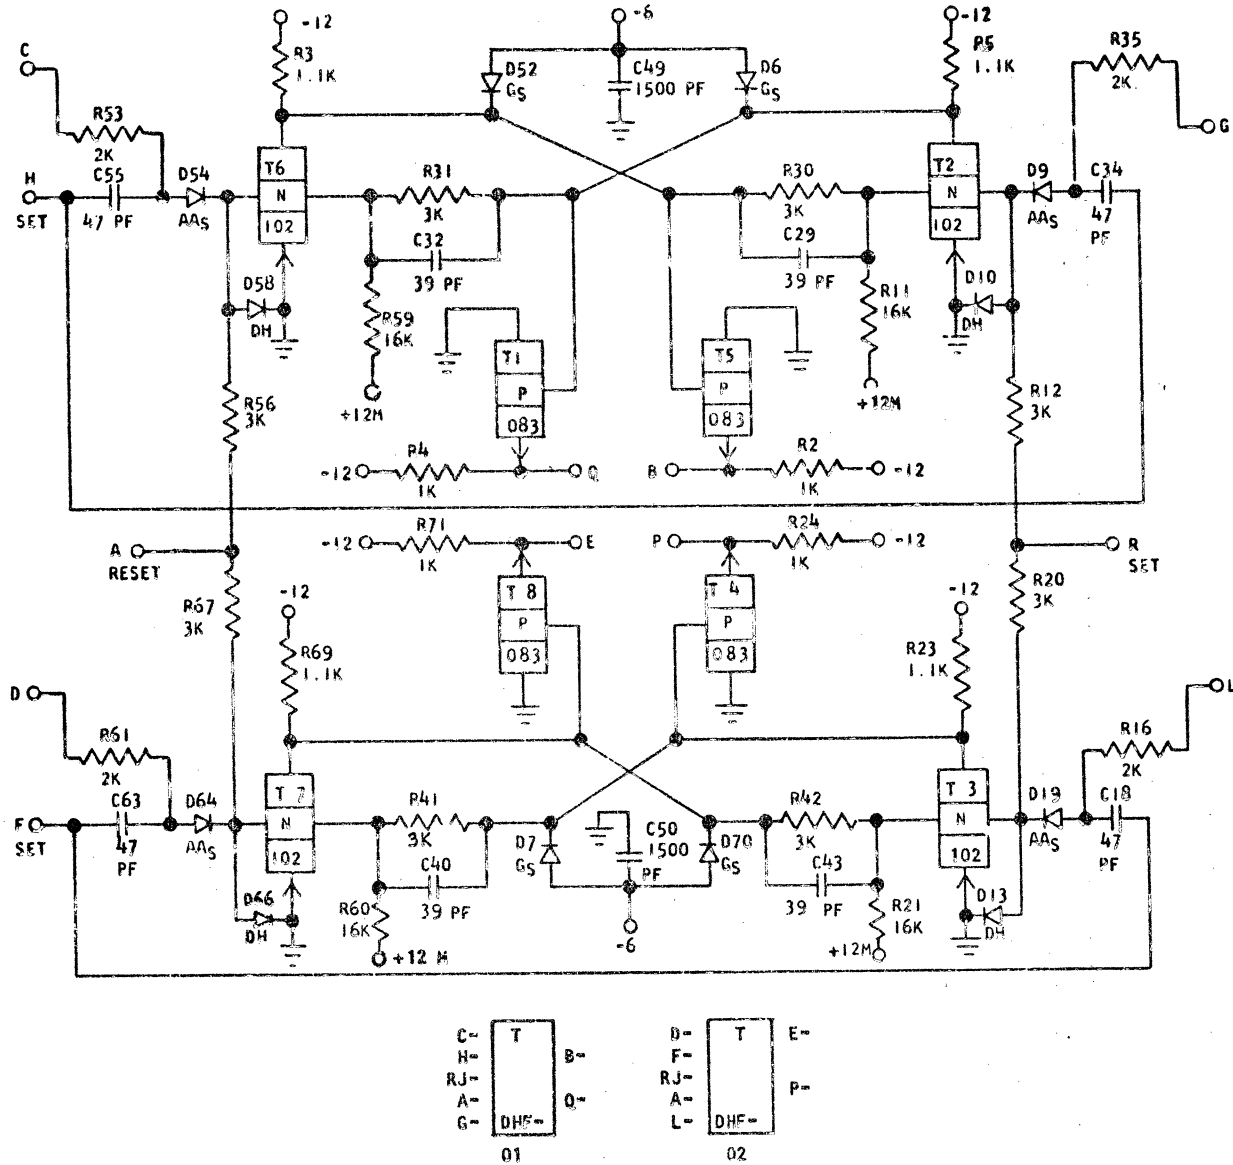 -12
-6
-12
C
R3
1.1K
D52
GS
C49
1500 PF
D6
GS
R5
1.1K
R35
2K
G
R53
2K
H
SET
C55
47 PF
D54
AAS
T6
N
102
R31
3K
C32
39 PF
R30
3K
C29
39 PF
T2
N
102
D9
AAS
C34
47
PF
D58
DH
R59
16K
+12M
T1
P
083
T5
P
083
R11
16K
+12M
D10
DH
R56
3K
R12
3K
-12
R4
1K
Q
B
R2
1K
-12
-12
R71
1K
E
P
R24
1K
-12
A
RESET
R
SET
R67
3K
-12
T 8
P
083
T 4
P
083
-12
R20
3K
R69
1.1K
R23
1.1K
D
L
R61
2K
R16
2K
F
SET
C63
47
PF
D64
AAS
T 7
N
102
R41
3K
C40
39 PF
D7
GS
C50
1500
PF
D70
GS
R42
3K
C43
39 PF
T 3
N
102
D19
AAS
C18
47
PF
D66
DH
R60
16K
+12 M
-6
R21
16K
+12M
D13
DH
C-
H-
RJ-
A-
G-
T
DHF-
B-
Q-
01
D-
F-
RJ-
A-
L-
T
DHF-
E-
P-
02